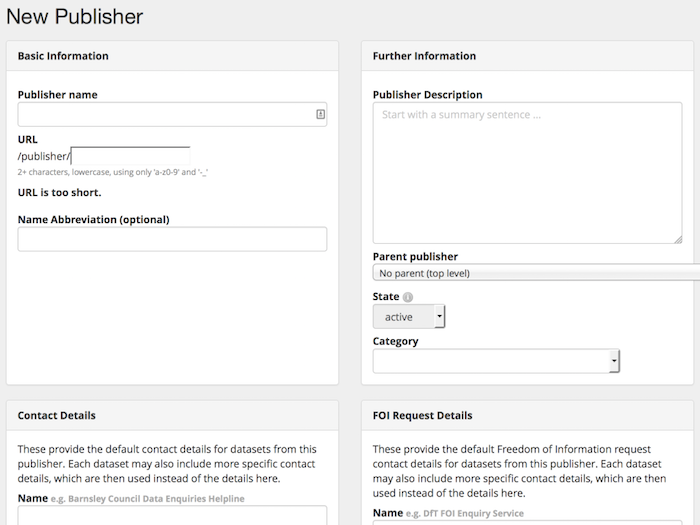 New Publisher
Basic Information
Publisher name
URL
/publisher/
2+ characters, lowercase, using only 'a-z0-9' and '-_'
URL is too short.
Name Abbreviation (optional)
Further Information
Publisher Description
Start with a summary sentence ...
Parent publisher
No parent (top level)
State i
active
Category
Contact Details
These provide the default contact details for datasets from this
publisher. Each dataset may also include more specific contact
details, which are then used instead of the details here.
Name e.g. Barnsley Council Data Enquiries Helpline
FOI Request Details
These provide the default Freedom of Information request
contact details for datasets from this publisher. Each dataset
may also include more specific contact details, which are then
used instead of the details here.
Name e.g. DfT FOI Enquiry Service